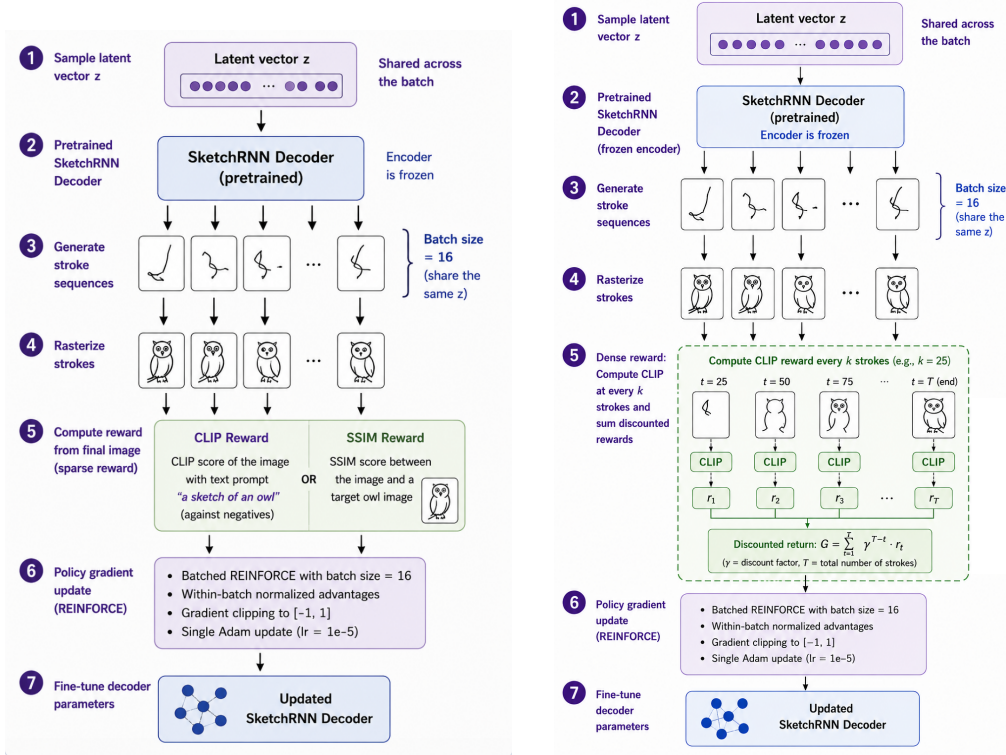 1
Sample latent
vector z
Latent vector z
...
Shared across
the batch
2
Pretrained
SketchRNN
Decoder
SketchRNN Decoder
(pretrained)
Encoder
is frozen
3
Generate
stroke
sequences
...
Batch size
= 16
(share the
same z)
4
Rasterize
strokes
...
5
Compute reward
from final image
(sparse reward)
CLIP Reward
CLIP score of the image
with text prompt
"a sketch of an owl"
(against negatives)
OR
SSIM Reward
SSIM score between
the image and a
target owl image
6
Policy gradient
update
(REINFORCE)
• Batched REINFORCE with batch size = 16
• Within-batch normalized advantages
• Gradient clipping to [−1, 1]
• Single Adam update (lr = 1e−5)
7
Fine-tune decoder
parameters
Updated
SketchRNN Decoder
1
Sample latent
vector z
Latent vector z
...
Shared across
the batch
2
Pretrained
SketchRNN
Decoder
(frozen encoder)
SketchRNN Decoder
(pretrained)
Encoder is frozen
3
Generate
stroke
sequences
...
Batch size
= 16
(share the
same z)
4
Rasterize
strokes
...
5
Dense reward:
Compute CLIP
at every k
strokes and
sum discounted
rewards
Compute CLIP reward every k strokes (e.g., k = 25)
t = 25 t = 50 t = 75 ... t = T (end)
CLIP CLIP CLIP CLIP
r₁ r₂ r₃ ... r_T
Discounted return: G = ∑_{t=1}^{T} γ^{T−t} · r_t
(γ = discount factor, T = total number of strokes)
6
Policy gradient
update
(REINFORCE)
• Batched REINFORCE with batch size = 16
• Within-batch normalized advantages
• Gradient clipping to [−1, 1]
• Single Adam update (lr = 1e−5)
7
Fine-tune
decoder
parameters
Updated
SketchRNN Decoder